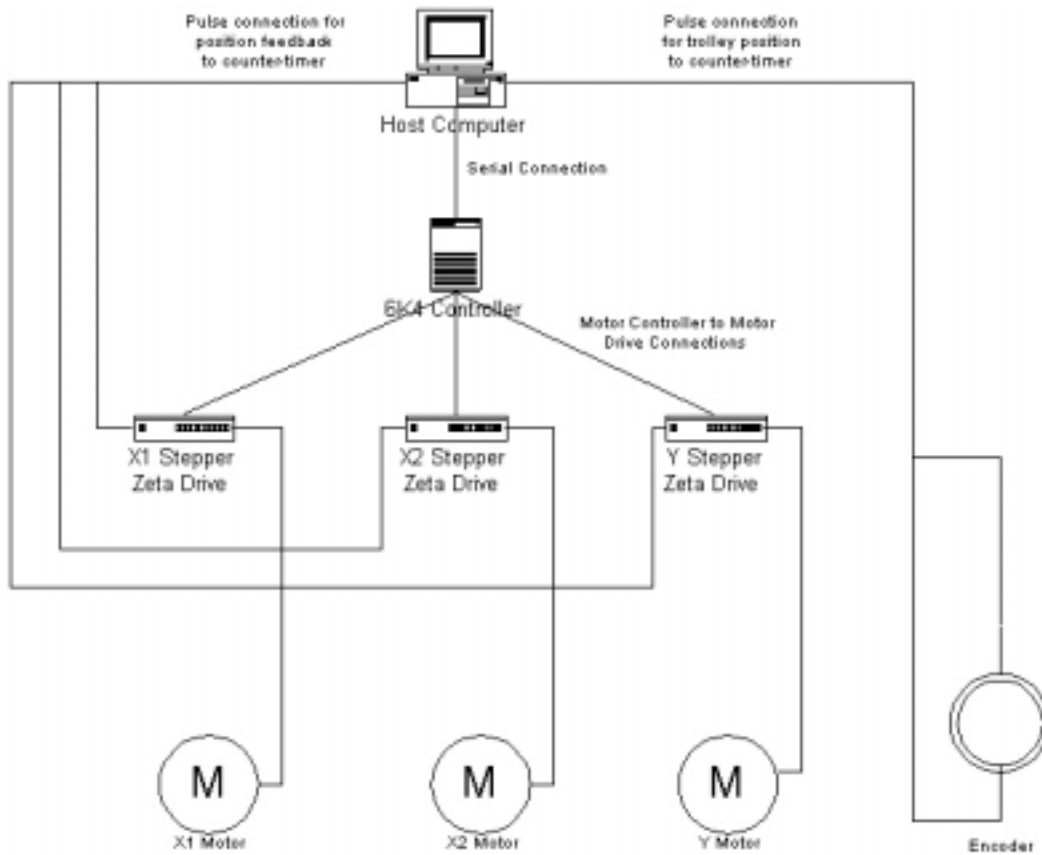 Pulse connection for
position feedback
to counter-timer
Pulse connection
for trolley position
to counter-timer
Host Computer
Serial Connection
6K4 Controller
Motor Controller to Motor
Drive Connections
X1 Stepper
Zeta Drive
X2 Stepper
Zeta Drive
Y Stepper
Zeta Drive
M
X1 Motor
M
X2 Motor
M
Y Motor
Encoder